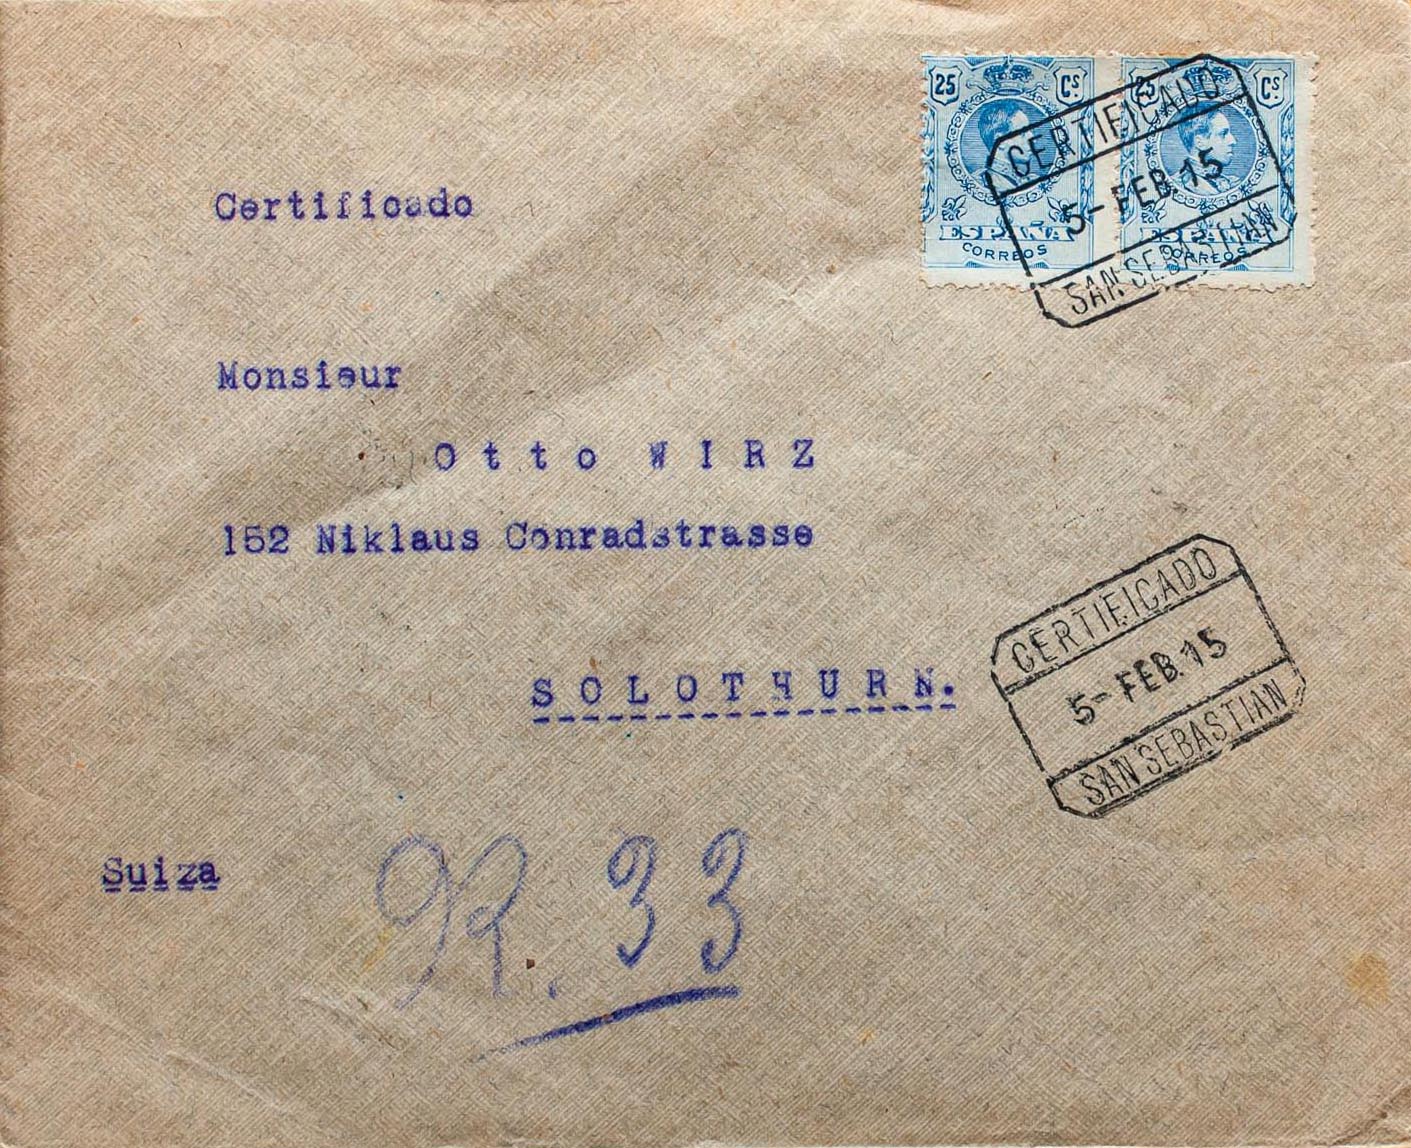 25 Cs. 25 Cs.
ESPAÑA ESPAÑA
CORREOS CORREOS
CERTIFICADO
5- FEB. 15
SAN SEBASTIAN
Certificado
Monsieur
Otto WIRZ
152 Niklaus Conradstrasse
SOLOTHURN.
CERTIFICADO
5- FEB. 15
SAN SEBASTIAN
Suiza
R. 33